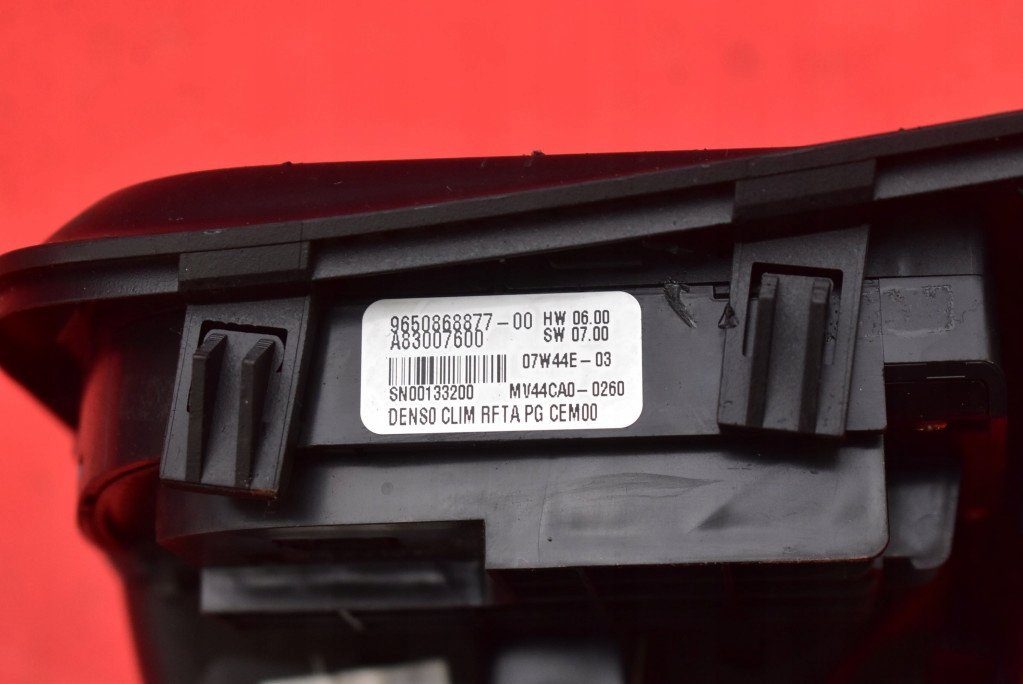 9650868877-00 HW 06.00
A83007600 SW 07.00
07W44E-03
SN00133200 MV44CA0-0260
DENSO CLIM RFTA PG CEM00